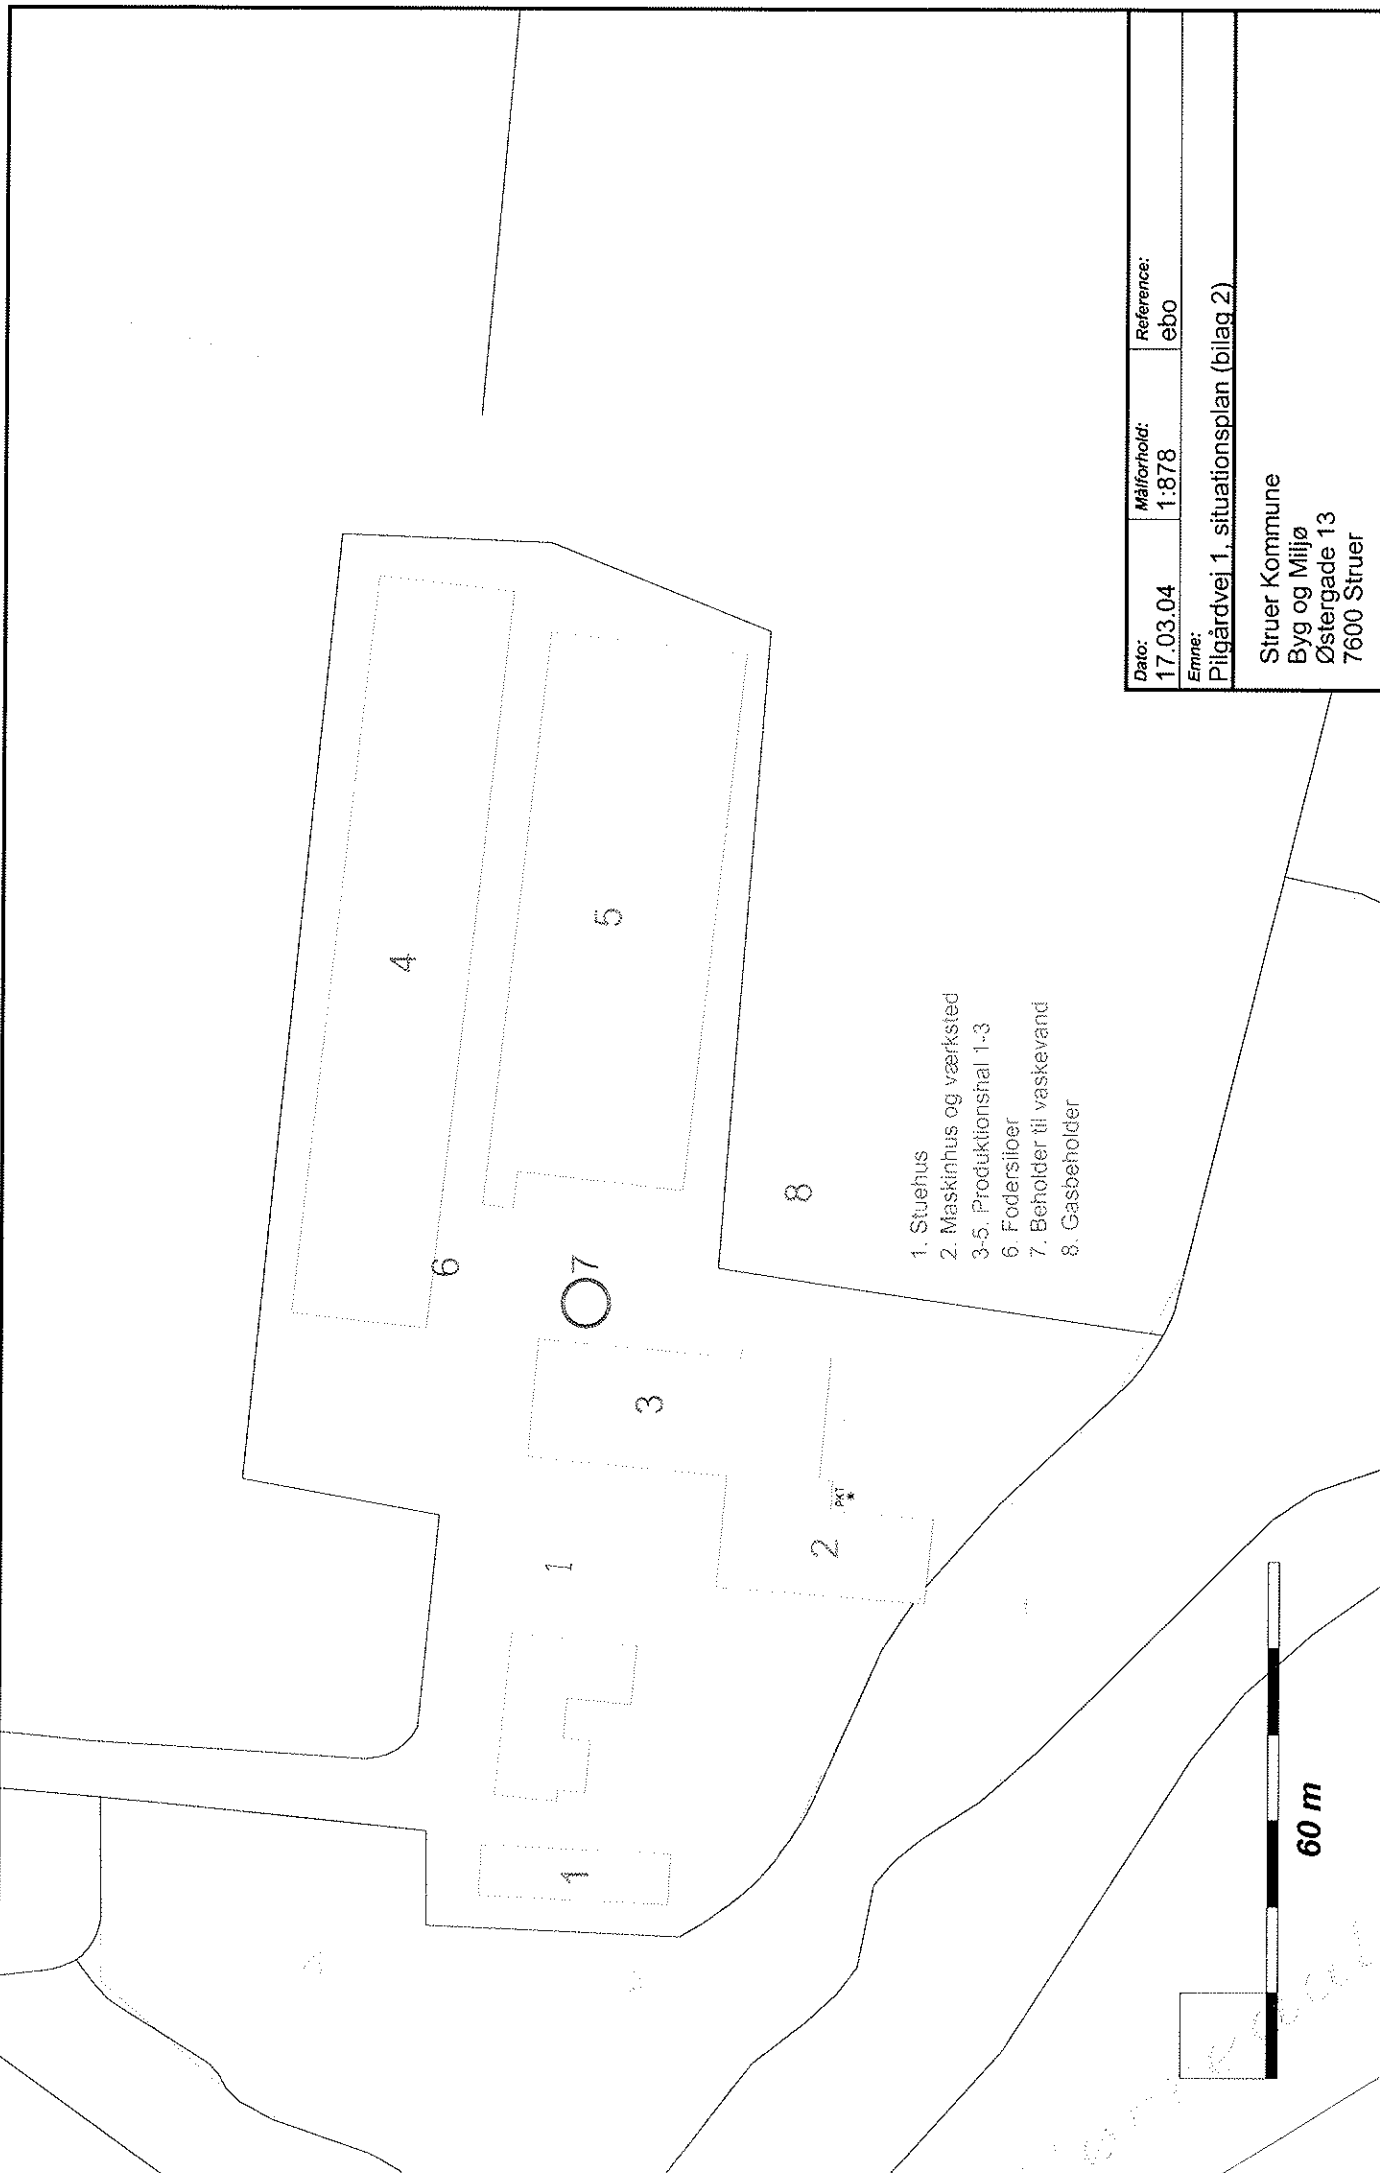 4
5
6
7
3
8
1
PKT
2
1
1. Stuehus
2. Maskinhus og værksted
3-5. Produktionshal 1-3
6. Fodersiloer
7. Beholder til vaskevand
8. Gasbeholder
60 m
Dato: Målforhold: Reference:
17.03.04 1:878 ebo
Emne:
Pilgårdvej 1, situationsplan (bilag 2)
Struer Kommune
Byg og Miljø
Østergade 13
7600 Struer